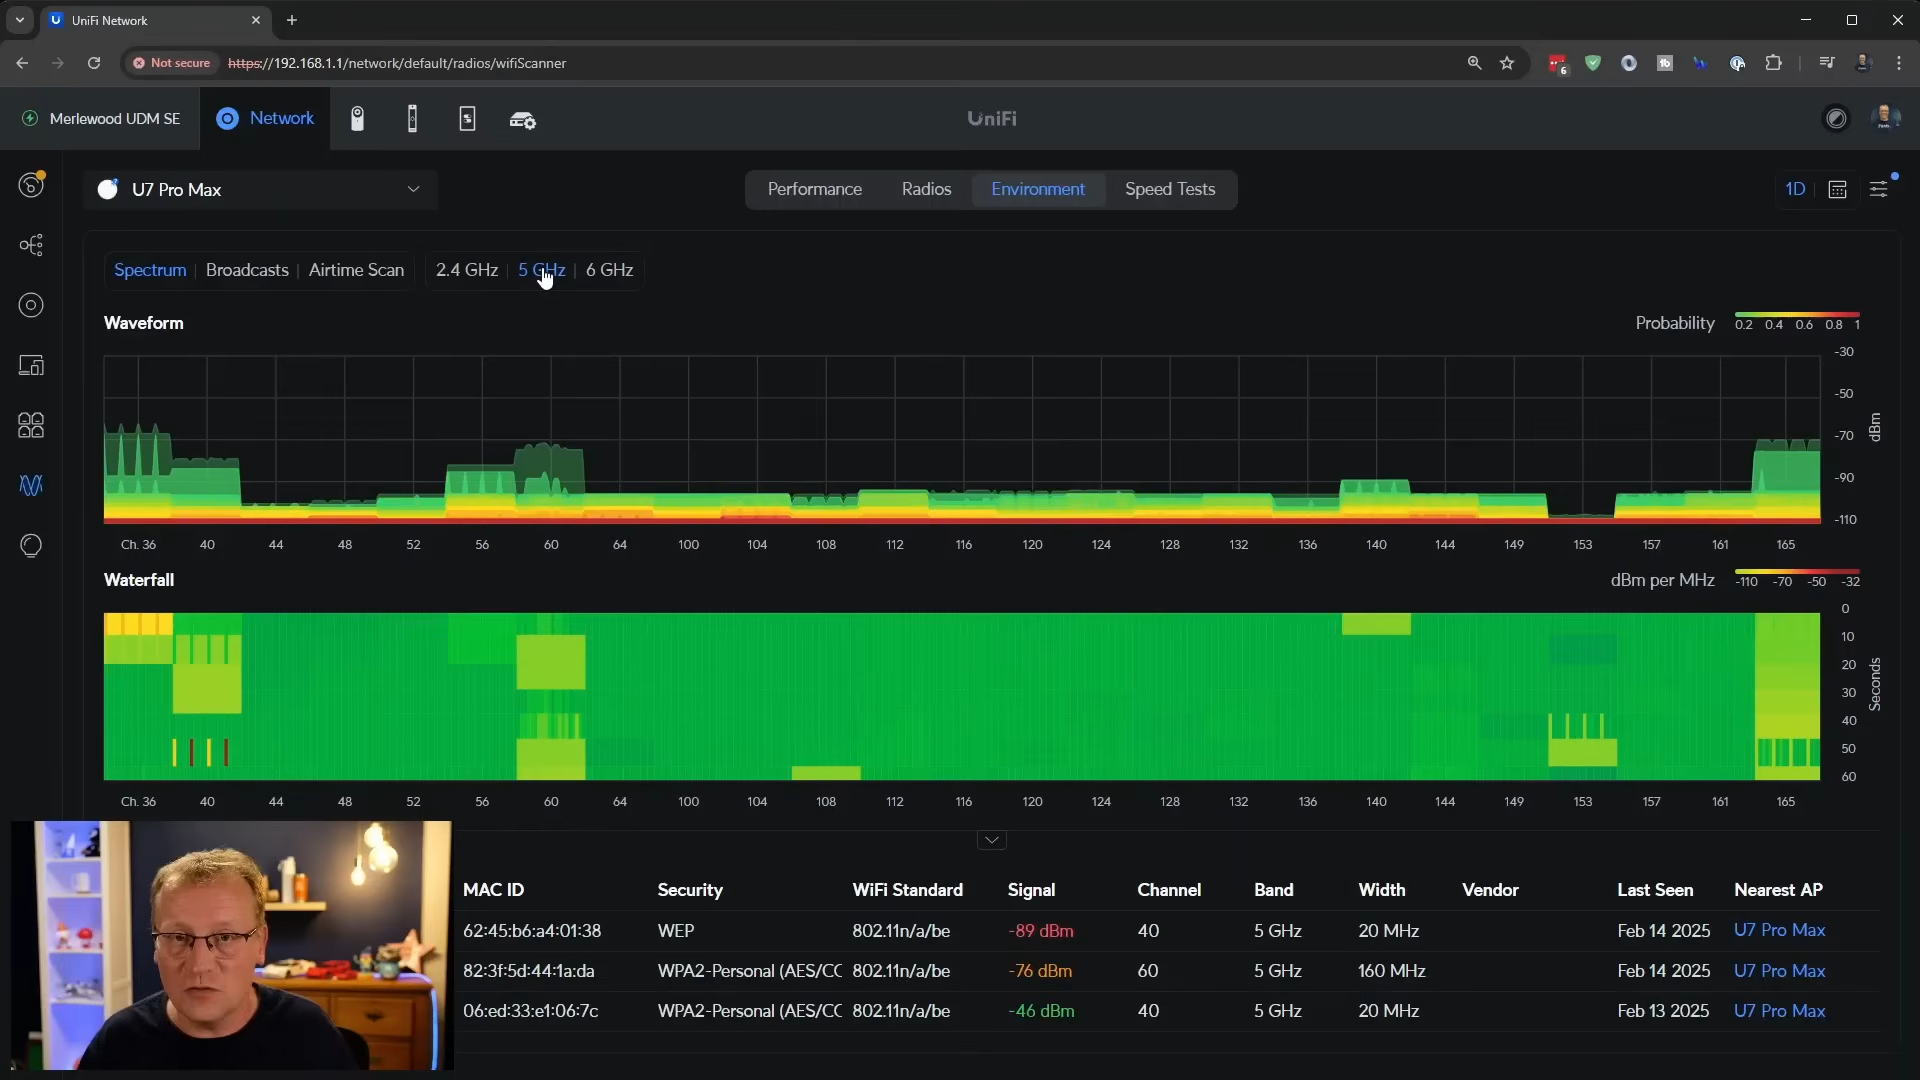 UniFi Network
Not secure
https://192.168.1.1/network/default/radios/wifiScanner
6
Merlewood UDM SE
Network
UniFi
U7 Pro Max
Performance
Radios
Environment
Speed Tests
1D
Spectrum
Broadcasts
Airtime Scan
2.4 GHz
5 GHz
6 GHz
Waveform
Probability
0.2 0.4 0.6 0.8 1
-30
-50
-70
-90
-110
dBm
Ch. 36 40 44 48 52 56 60 64 100 104 108 112 116 120 124 128 132 136 140 144 149 153 157 161 165
Waterfall
dBm per MHz
-110 -70 -50 -32
0
10
20
30
40
50
60
Seconds
Ch. 36 40 44 48 52 56 60 64 100 104 108 112 116 120 124 128 132 136 140 144 149 153 157 161 165
MAC ID Security WiFi Standard Signal Channel Band Width Vendor Last Seen Nearest AP
62:45:b6:a4:01:38 WEP 802.11n/a/be -89 dBm 40 5 GHz 20 MHz Feb 14 2025 U7 Pro Max
82:3f:5d:44:1a:da WPA2-Personal (AES/CC 802.11n/a/be -76 dBm 60 5 GHz 160 MHz Feb 14 2025 U7 Pro Max
06:ed:33:e1:06:7c WPA2-Personal (AES/CC 802.11n/a/be -46 dBm 40 5 GHz 20 MHz Feb 13 2025 U7 Pro Max